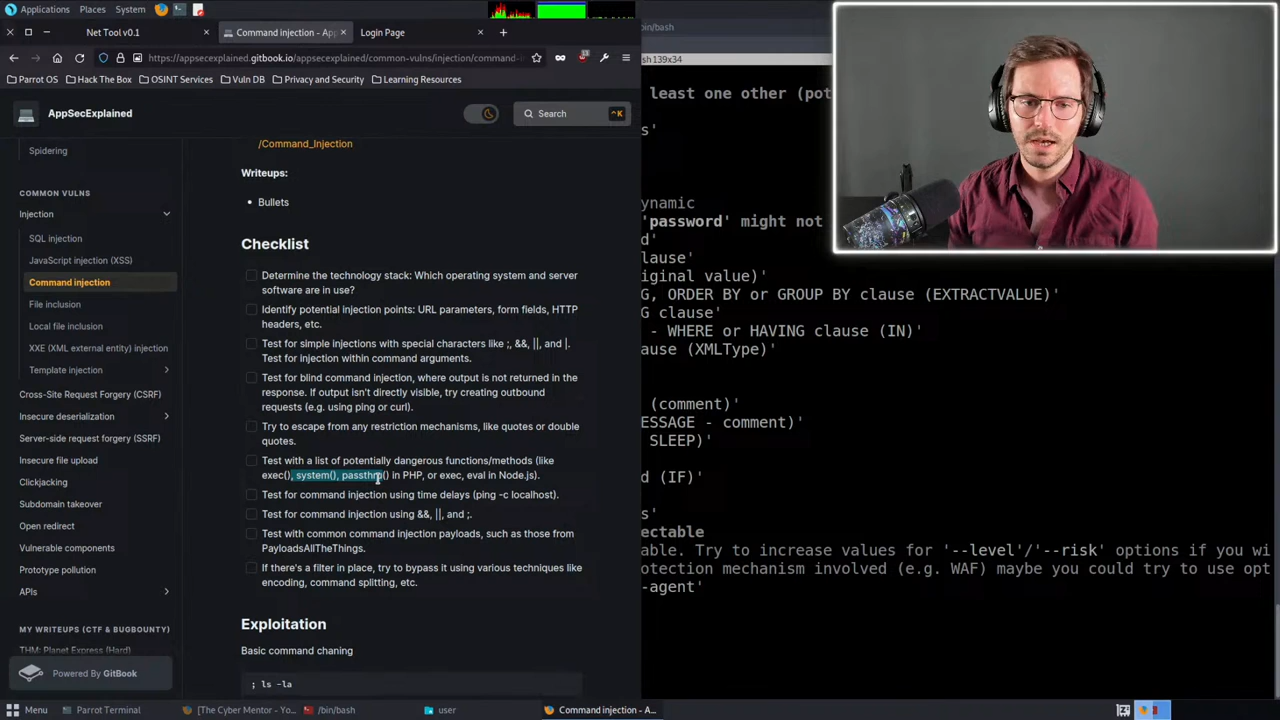 Applications Places System
/bin/bash
Net Tool v0.1 × Command injection - App × Login Page × +
https://appsecexplained.gitbook.io/appsecexplained/common-vulns/injection/command- 13
Parrot OS Hack The Box OSINT Services Vuln DB Privacy and Security Learning Resources
AppSecExplained
Search ^K
Spidering
COMMON VULNS
Injection
SQL injection
JavaScript injection (XSS)
Command injection
File inclusion
Local file inclusion
XXE (XML external entity) injection
Template injection
Cross-Site Request Forgery (CSRF)
Insecure deserialization
Server-side request forgery (SSRF)
Insecure file upload
Clickjacking
Subdomain takeover
Open redirect
Vulnerable components
Prototype pollution
APIs
MY WRITEUPS (CTF & BUGBOUNTY)
THM: Planet Express (Hard)
Powered By GitBook
/Command_Injection
Writeups:
Bullets
Checklist
Determine the technology stack: Which operating system and server
software are in use?
Identify potential injection points: URL parameters, form fields, HTTP
headers, etc.
Test for simple injections with special characters like ;, &&, ||, and |.
Test for injection within command arguments.
Test for blind command injection, where output is not returned in the
response. If output isn't directly visible, try creating outbound
requests (e.g. using ping or curl).
Try to escape from any restriction mechanisms, like quotes or double
quotes.
Test with a list of potentially dangerous functions/methods (like
exec(), system(), passthru() in PHP, or exec, eval in Node.js).
Test for command injection using time delays (ping -c localhost).
Test for command injection using &&, ||, and ;.
Test with common command injection payloads, such as those from
PayloadsAllTheThings.
If there's a filter in place, try to bypass it using various techniques like
encoding, command splitting, etc.
Exploitation
Basic command chaning
; ls -la
sh 139x34
least one other (pot
s'
ynamic
'password' might not
d'
clause'
iginal value)'
G, ORDER BY or GROUP BY clause (EXTRACTVALUE)'
G clause'
- WHERE or HAVING clause (IN)'
ause (XMLType)'
(comment)'
ESSAGE - comment)'
SLEEP)'
d (IF)'
s'
ectable
able. Try to increase values for '--level'/'--risk' options if you wi
otection mechanism involved (e.g. WAF) maybe you could try to use opt
-agent'
Menu Parrot Terminal [The Cyber Mentor - Yo... /bin/bash user Command injection – A...